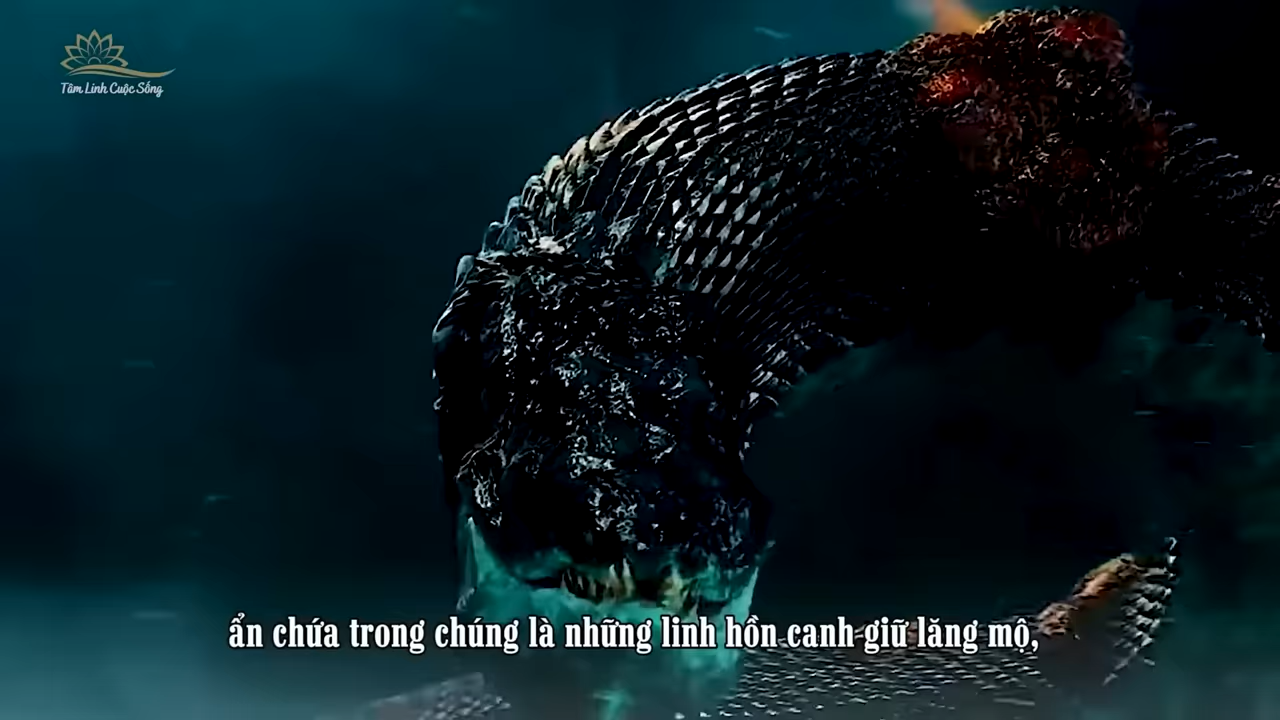 Tâm Linh Cuộc Sống
ẩn chứa trong chúng là những linh hồn canh giữ lăng mộ,